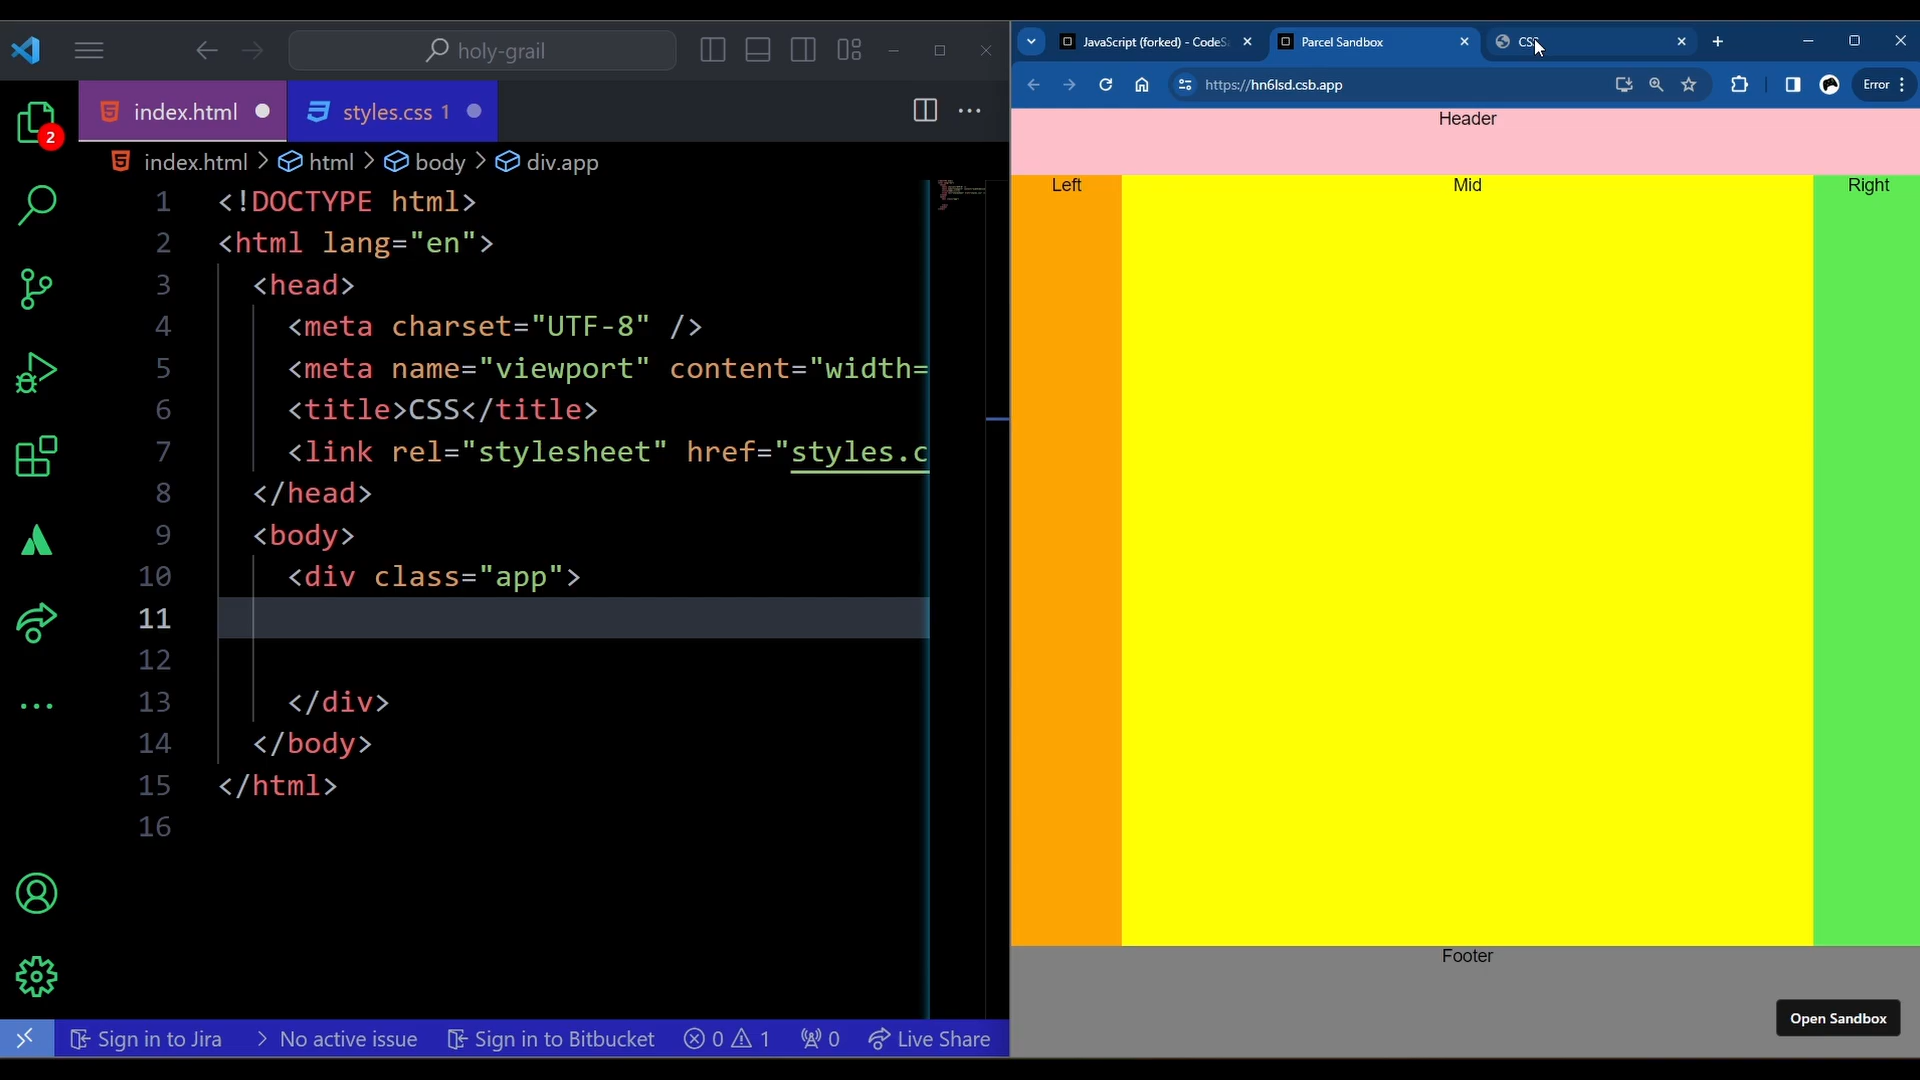 holy-grail
index.html
styles.css 1
2
index.html > html > body > div.app
1 <!DOCTYPE html>
2 <html lang="en">
3 <head>
4 <meta charset="UTF-8" />
5 <meta name="viewport" content="width=
6 <title>CSS</title>
7 <link rel="stylesheet" href="styles.c
8 </head>
9 <body>
10 <div class="app">
11
12
13 </div>
14 </body>
15 </html>
16
Sign in to Jira
No active issue
Sign in to Bitbucket
0 1
0
Live Share
JavaScript (forked) - CodeS
Parcel Sandbox
https://hn6lsd.csb.app
Error
Header
Left
Mid
Right
Footer
Open Sandbox